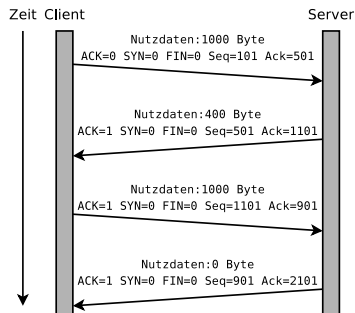 Zeit Client Server
Nutzdaten:1000 Byte
ACK=0 SYN=0 FIN=0 Seq=101 Ack=501
Nutzdaten:400 Byte
ACK=1 SYN=0 FIN=0 Seq=501 Ack=1101
Nutzdaten:1000 Byte
ACK=1 SYN=0 FIN=0 Seq=1101 Ack=901
Nutzdaten:0 Byte
ACK=1 SYN=0 FIN=0 Seq=901 Ack=2101